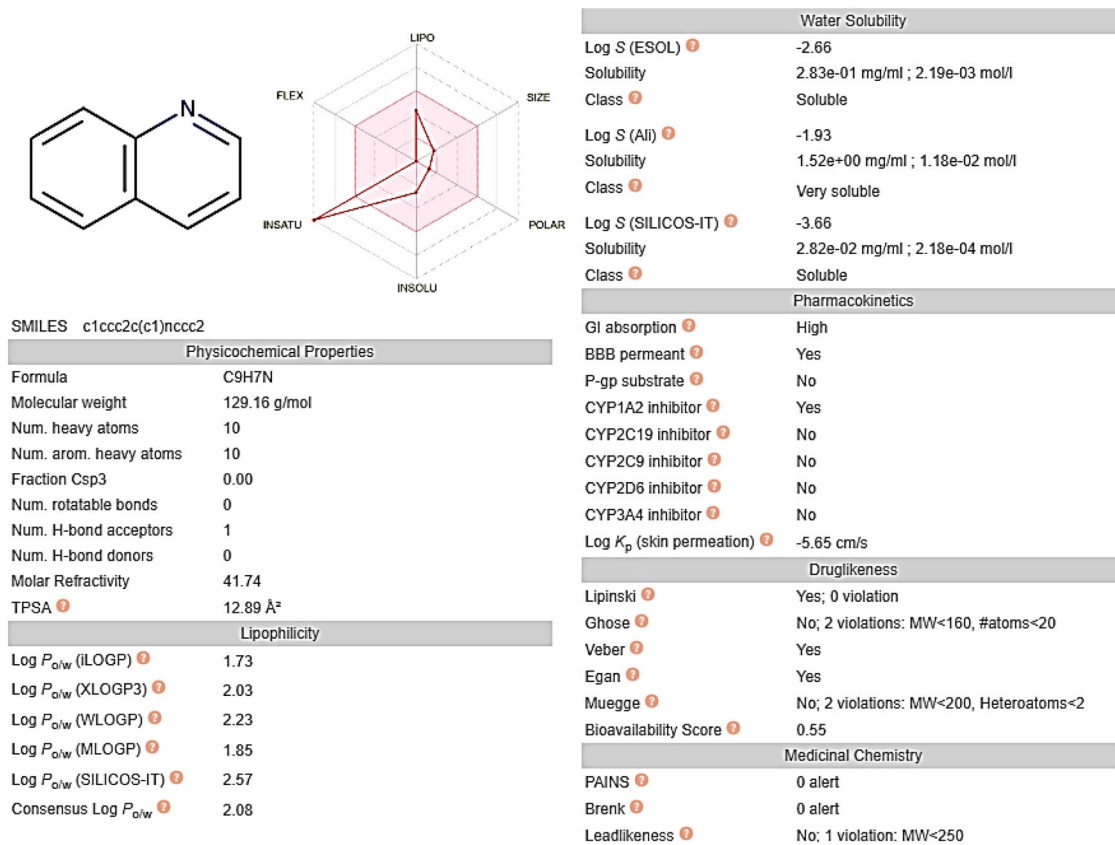 N
LIPO
FLEX
SIZE
INSATU
POLAR
INSOLU
SMILES c1ccc2c(c1)nccc2
Physicochemical Properties
Formula C9H7N
Molecular weight 129.16 g/mol
Num. heavy atoms 10
Num. arom. heavy atoms 10
Fraction Csp3 0.00
Num. rotatable bonds 0
Num. H-bond acceptors 1
Num. H-bond donors 0
Molar Refractivity 41.74
TPSA ? 12.89 Å²
Lipophilicity
Log Po/w (iLOGP) ? 1.73
Log Po/w (XLOGP3) ? 2.03
Log Po/w (WLOGP) ? 2.23
Log Po/w (MLOGP) ? 1.85
Log Po/w (SILICOS-IT) ? 2.57
Consensus Log Po/w ? 2.08
Water Solubility
Log S (ESOL) ? -2.66
Solubility 2.83e-01 mg/ml ; 2.19e-03 mol/l
Class ? Soluble
Log S (Ali) ? -1.93
Solubility 1.52e+00 mg/ml ; 1.18e-02 mol/l
Class ? Very soluble
Log S (SILICOS-IT) ? -3.66
Solubility 2.82e-02 mg/ml ; 2.18e-04 mol/l
Class ? Soluble
Pharmacokinetics
GI absorption ? High
BBB permeant ? Yes
P-gp substrate ? No
CYP1A2 inhibitor ? Yes
CYP2C19 inhibitor ? No
CYP2C9 inhibitor ? No
CYP2D6 inhibitor ? No
CYP3A4 inhibitor ? No
Log Kp (skin permeation) ? -5.65 cm/s
Druglikeness
Lipinski ? Yes; 0 violation
Ghose ? No; 2 violations: MW<160, #atoms<20
Veber ? Yes
Egan ? Yes
Muegge ? No; 2 violations: MW<200, Heteroatoms<2
Bioavailability Score ? 0.55
Medicinal Chemistry
PAINS ? 0 alert
Brenk ? 0 alert
Leadlikeness ? No; 1 violation: MW<250